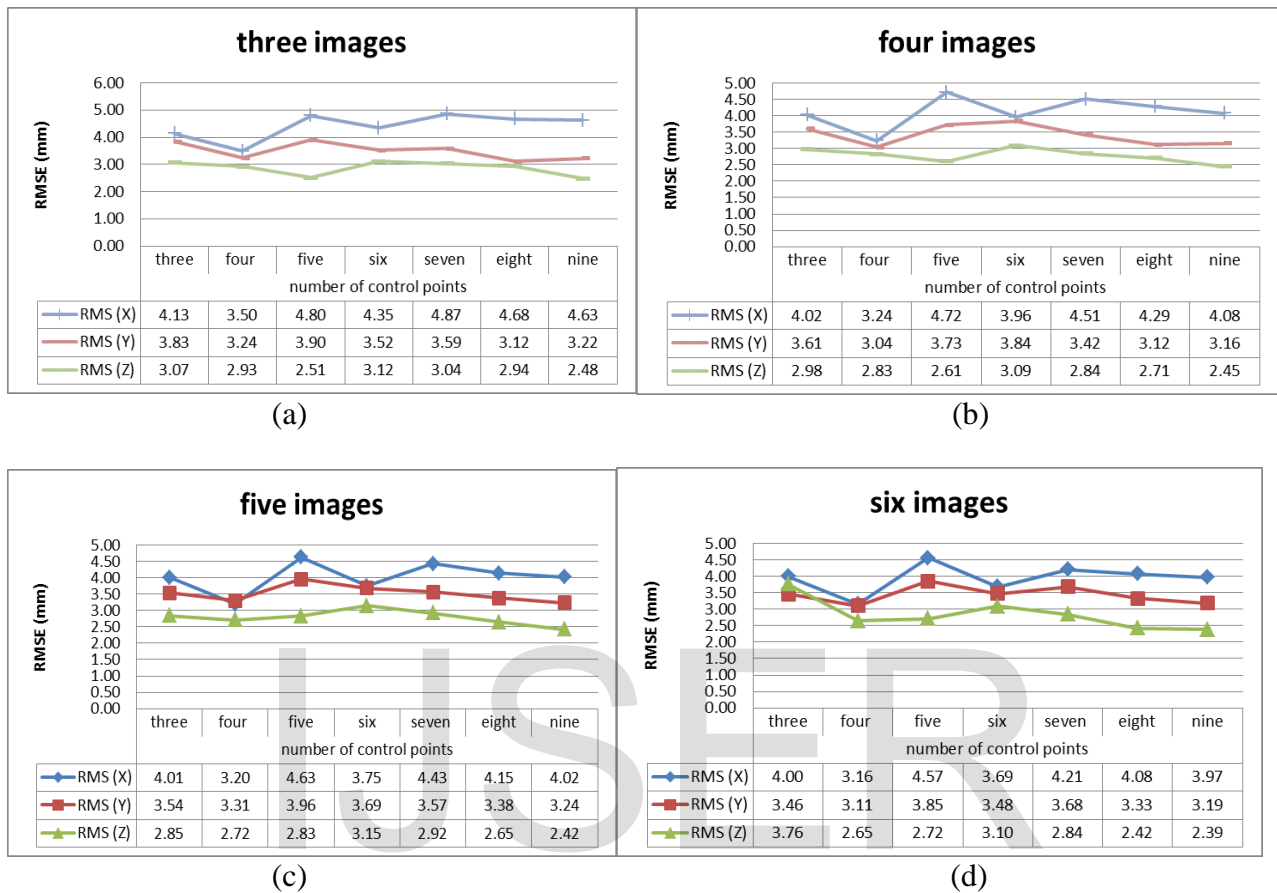 three images
RMSE (mm)
6.00
5.00
4.00
3.00
2.00
1.00
0.00
three four five six seven eight nine
number of control points
RMS (X) 4.13 3.50 4.80 4.35 4.87 4.68 4.63
RMS (Y) 3.83 3.24 3.90 3.52 3.59 3.12 3.22
RMS (Z) 3.07 2.93 2.51 3.12 3.04 2.94 2.48
(a)
four images
RMSE (mm)
5.00
4.50
4.00
3.50
3.00
2.50
2.00
1.50
1.00
0.50
0.00
three four five six seven eight nine
number of control points
RMS (X) 4.02 3.24 4.72 3.96 4.51 4.29 4.08
RMS (Y) 3.61 3.04 3.73 3.84 3.42 3.12 3.16
RMS (Z) 2.98 2.83 2.61 3.09 2.84 2.71 2.45
(b)
five images
RMSE (mm)
5.00
4.50
4.00
3.50
3.00
2.50
2.00
1.50
1.00
0.50
0.00
three four five six seven eight nine
number of control points
RMS (X) 4.01 3.20 4.63 3.75 4.43 4.15 4.02
RMS (Y) 3.54 3.31 3.96 3.69 3.57 3.38 3.24
RMS (Z) 2.85 2.72 2.83 3.15 2.92 2.65 2.42
(c)
six images
RMSE (mm)
5.00
4.50
4.00
3.50
3.00
2.50
2.00
1.50
1.00
0.50
0.00
three four five six seven eight nine
number of control points
RMS (X) 4.00 3.16 4.57 3.69 4.21 4.08 3.97
RMS (Y) 3.46 3.11 3.85 3.48 3.68 3.33 3.19
RMS (Z) 3.76 2.65 2.72 3.10 2.84 2.42 2.39
(d)
IJSER